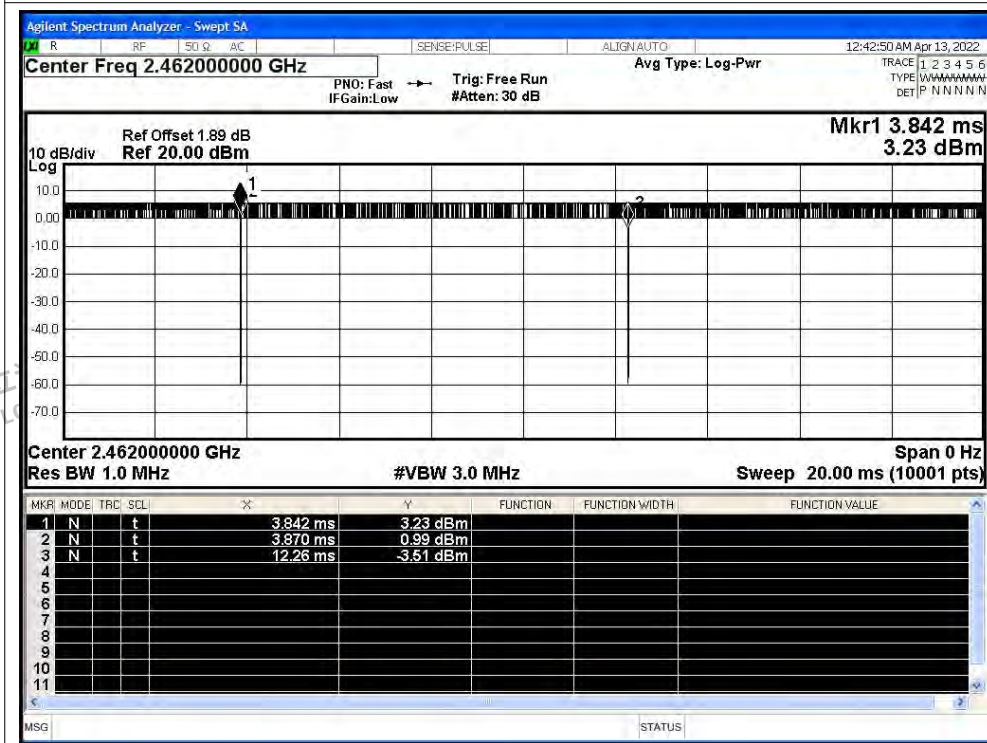 Agilent Spectrum Analyzer - Swept SA
R RF 50 Ω AC SENSE:PULSE ALIGN AUTO 12:42:50 AM Apr 13, 2022
Center Freq 2.462000000 GHz Avg Type: Log-Pwr TRACE 1 2 3 4 5 6
PNO: Fast Trig: Free Run TYPE
IFGain:Low #Atten: 30 dB DET P N N N N N
Mkr1 3.842 ms
Ref Offset 1.89 dB
10 dB/div Ref 20.00 dBm 3.23 dBm
Log
1
10.0
0.00
-10.0
-20.0
-30.0
-40.0
-50.0
-60.0
-70.0
Center 2.462000000 GHz Span 0 Hz
Res BW 1.0 MHz #VBW 3.0 MHz Sweep 20.00 ms (10001 pts)
MKR MODE TRC SCL X Y FUNCTION FUNCTION WIDTH FUNCTION VALUE
1 N t 3.842 ms 3.23 dBm
2 N t 3.870 ms 0.99 dBm
3 N t 12.26 ms -3.51 dBm
4
5
6
7
8
9
10
11
MSG STATUS